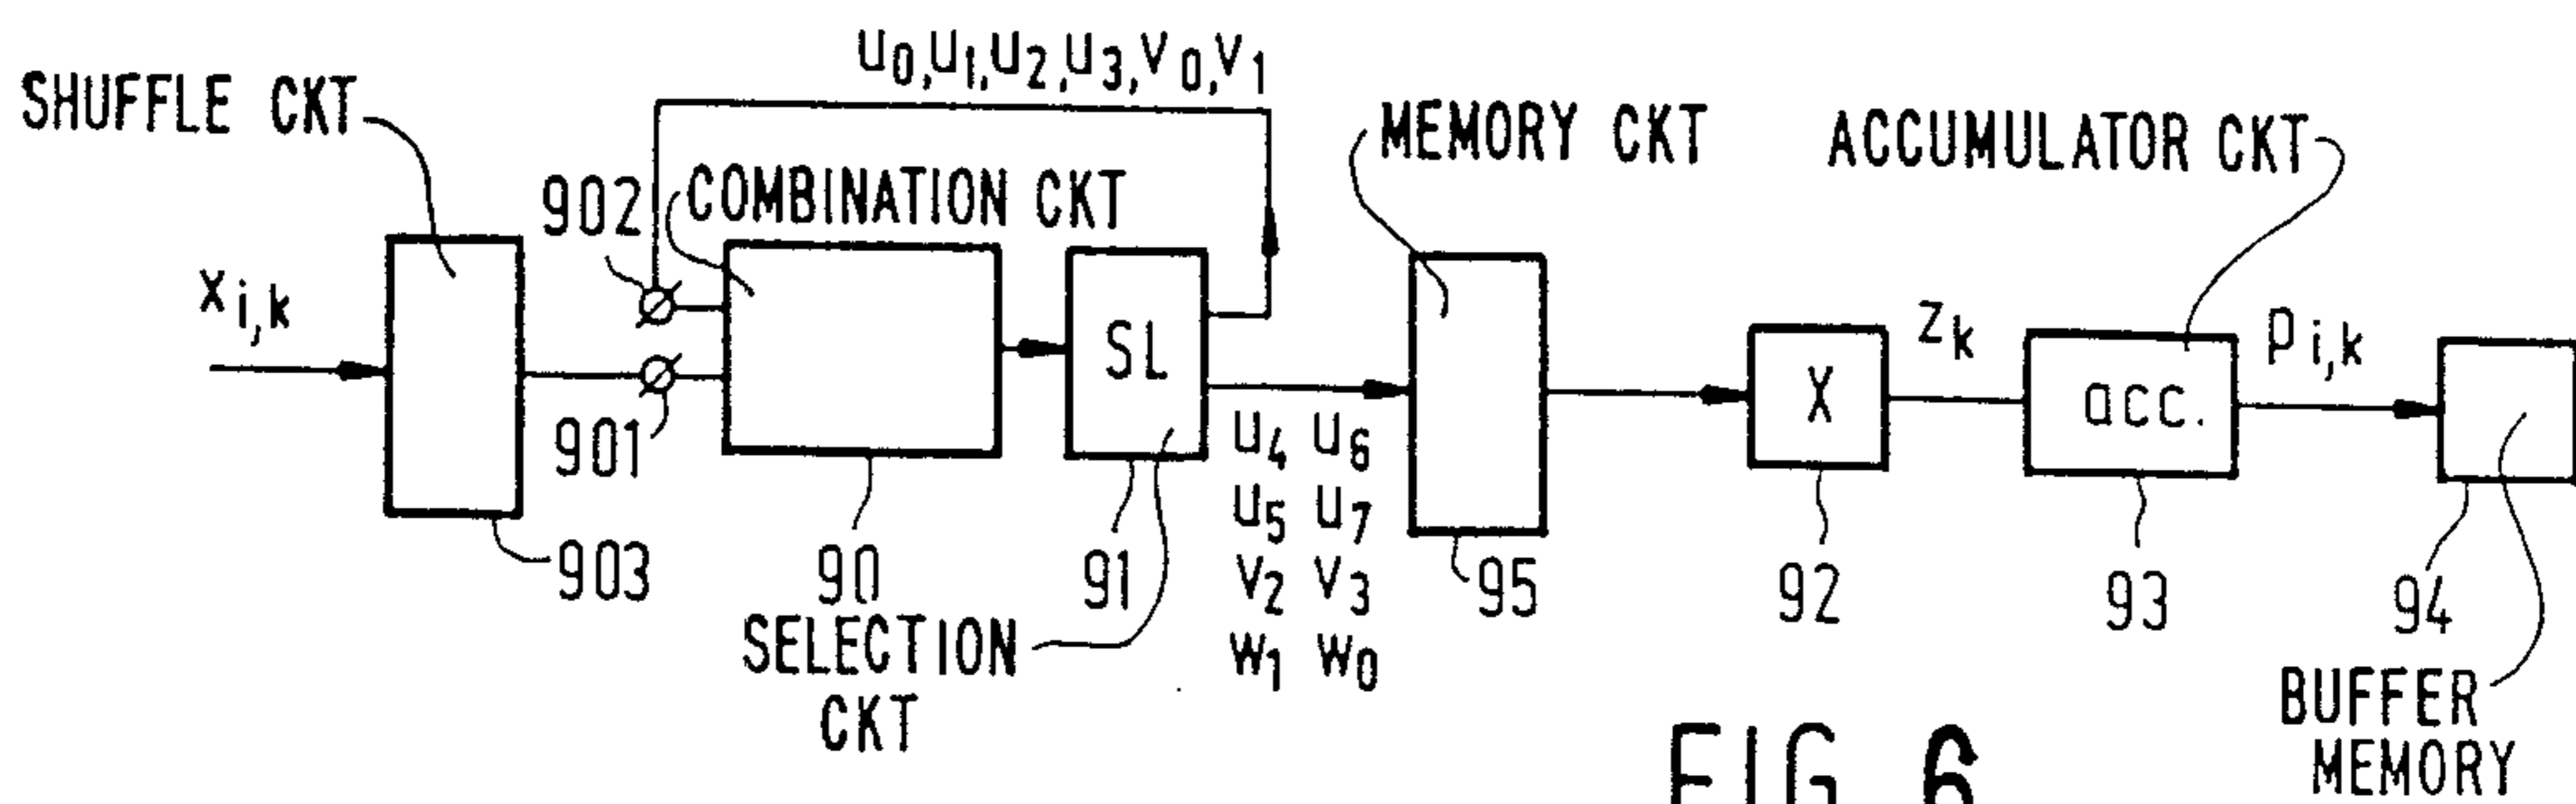 u0,u1,u2,u3,v0,v1
SHUFFLE CKT
MEMORY CKT
ACCUMULATOR CKT
902
COMBINATION CKT
xi,k
SL
901
zk
pi,k
X
acc.
u4 u6
u5 u7
v2 v3
w1 w0
903
90
91
95
92
93
94
SELECTION
CKT
BUFFER
MEMORY
FIG 6